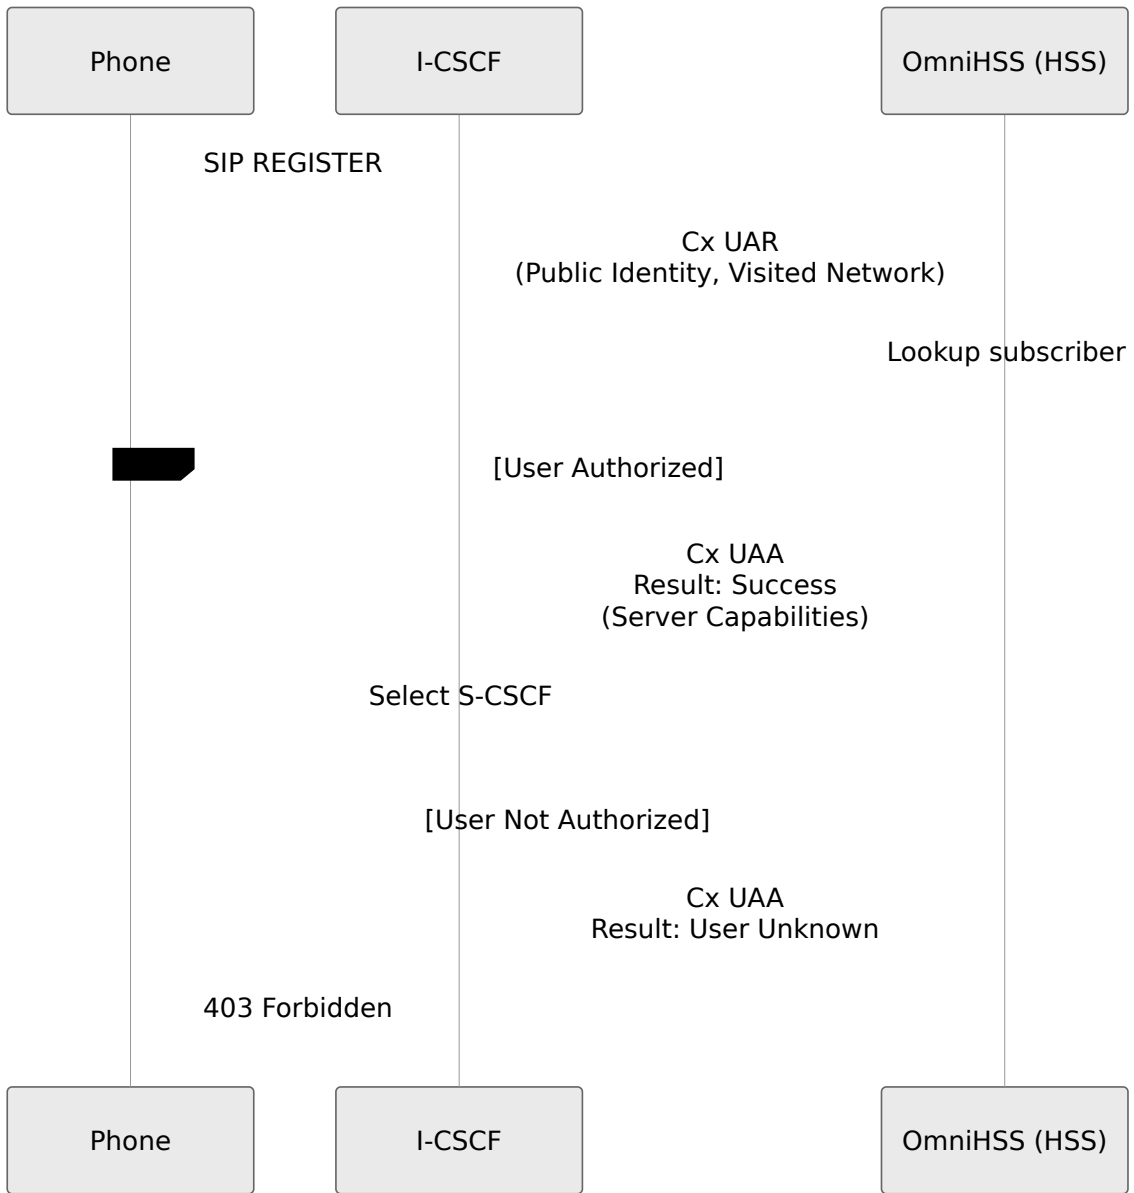 Phone
I-CSCF
OmniHSS (HSS)
SIP REGISTER
Cx UAR
(Public Identity, Visited Network)
Lookup subscriber
[User Authorized]
Cx UAA
Result: Success
(Server Capabilities)
Select S-CSCF
[User Not Authorized]
Cx UAA
Result: User Unknown
403 Forbidden
Phone
I-CSCF
OmniHSS (HSS)